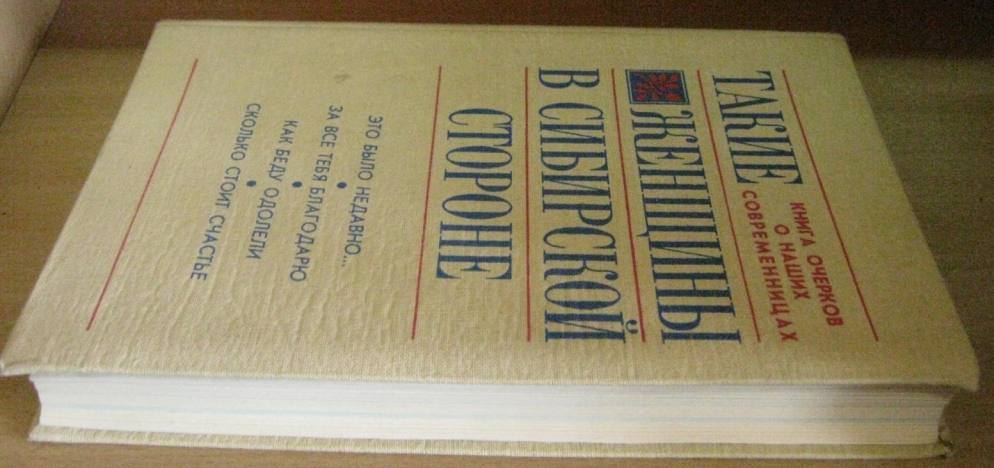 ТАКИЕ
КНИГА ОЧЕРКОВ
О НАШИХ
СОВРЕМЕННИЦАХ
ЖЕНЩИНЫ
В СИБИРСКОЙ
СТОРОНЕ
ЭТО БЫЛО НЕДАВНО...
•
ЗА ВСЕ ТЕБЯ БЛАГОДАРЮ
•
КАК БЕДУ ОДОЛЕЛИ
•
СКОЛЬКО СТОИТ СЧАСТЬЕ